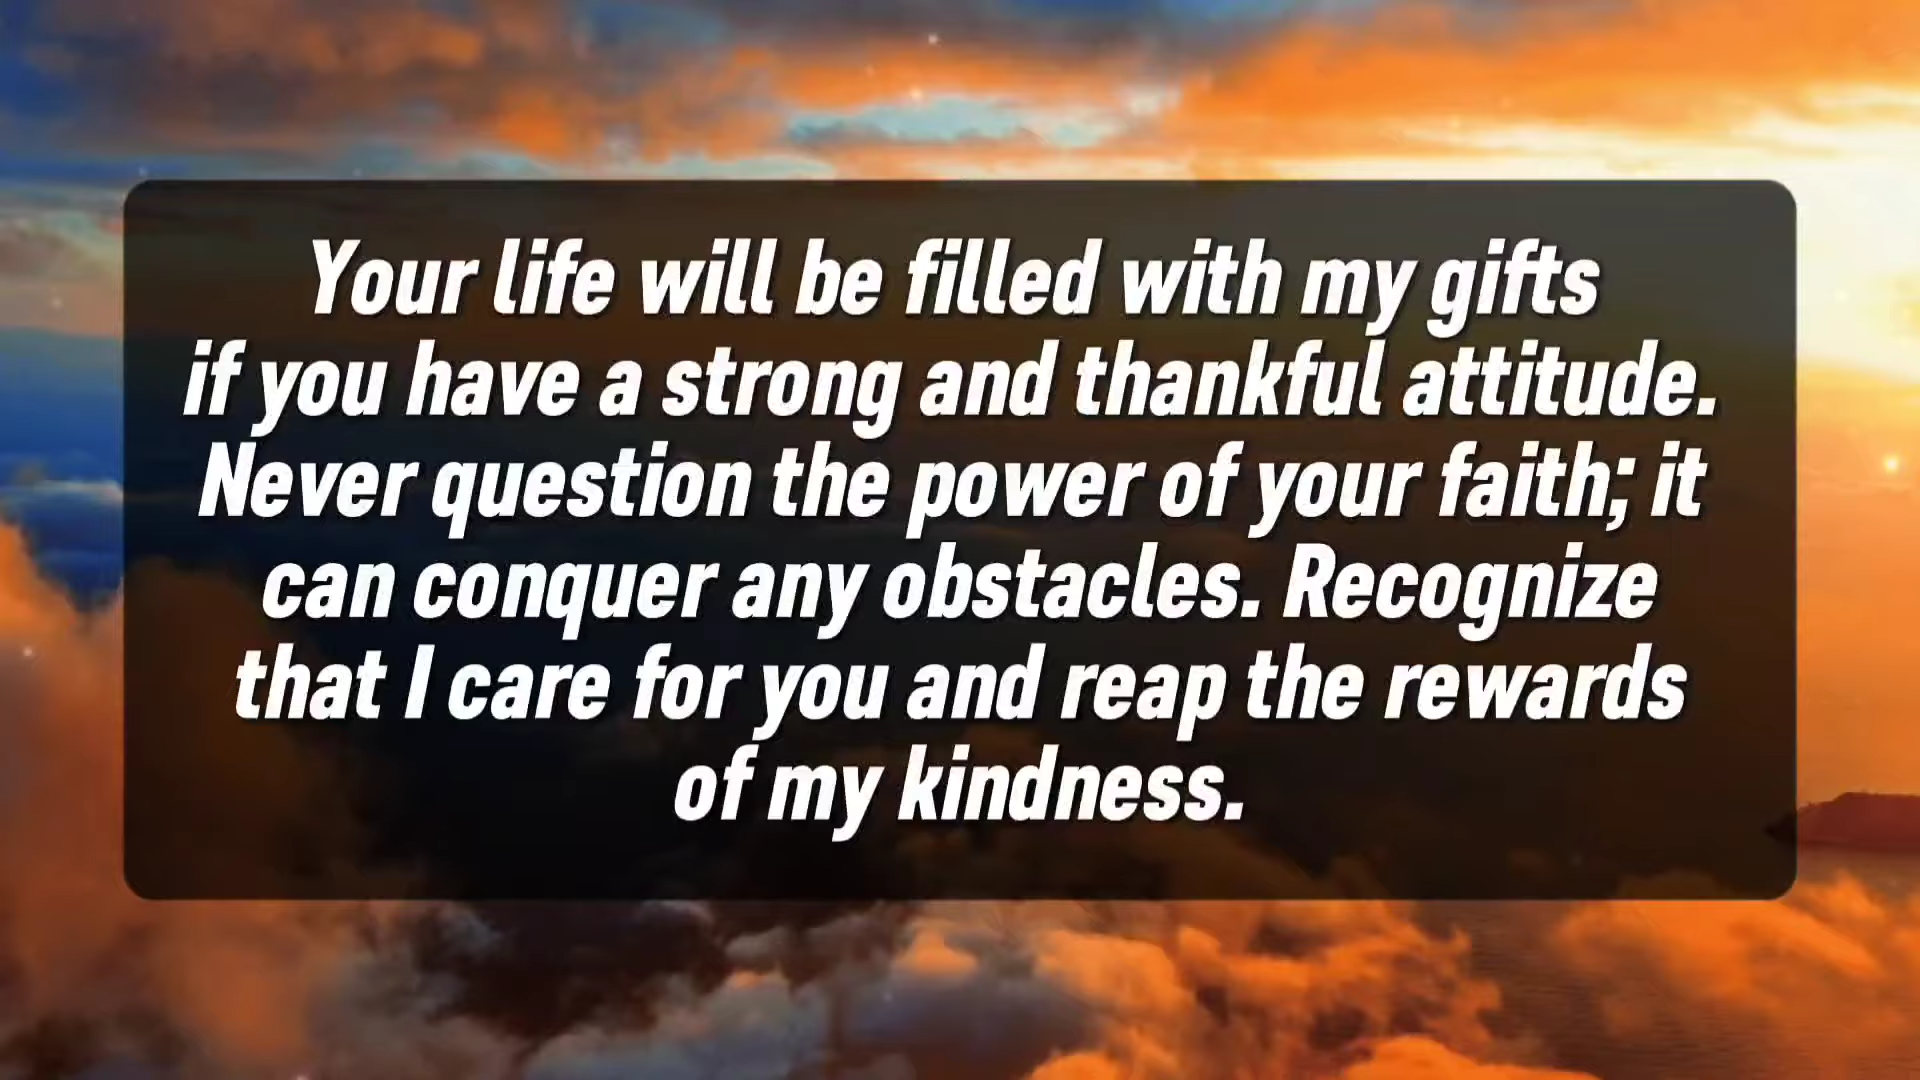 Your life will be filled with my gifts
if you have a strong and thankful attitude.
Never question the power of your faith; it
can conquer any obstacles. Recognize
that I care for you and reap the rewards
of my kindness.